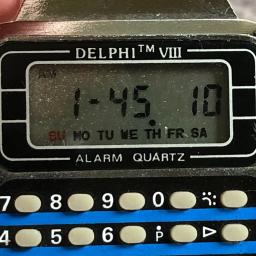 DELPHI™ VIII
AM
1-45 10
SU MO TU WE TH FR SA
ALARM QUARTZ
7 8 9 0 ÷
4 5 6 P